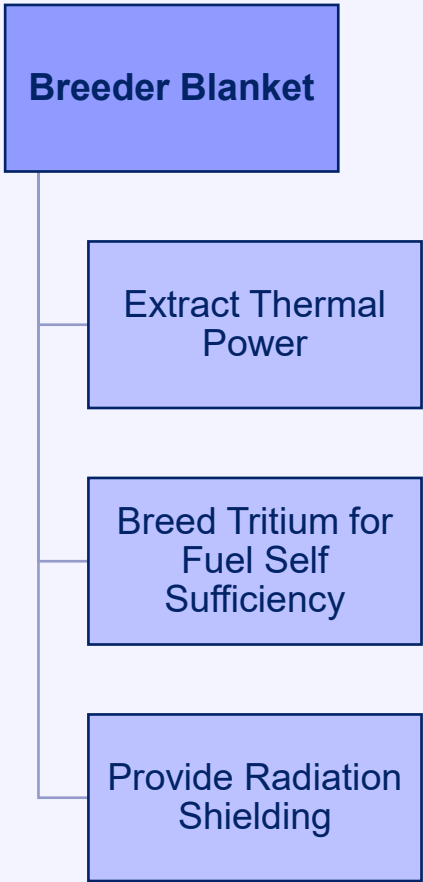 Breeder Blanket
Extract Thermal
Power
Breed Tritium for
Fuel Self
Sufficiency
Provide Radiation
Shielding